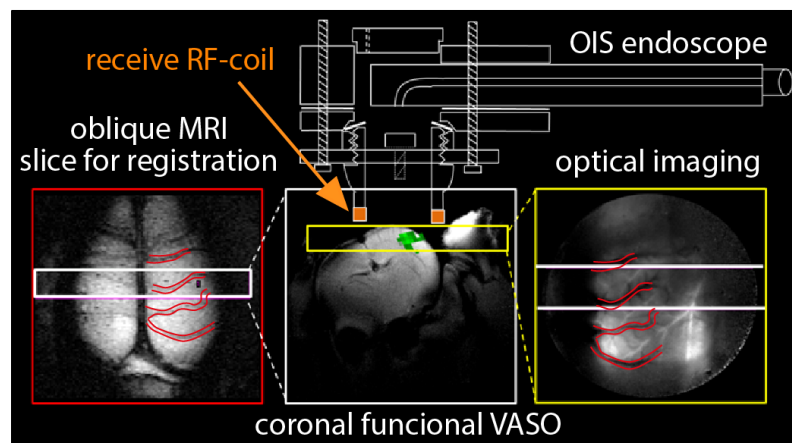 OIS endoscope
receive RF-coil
oblique MRI
slice for registration
optical imaging
coronal funcional VASO